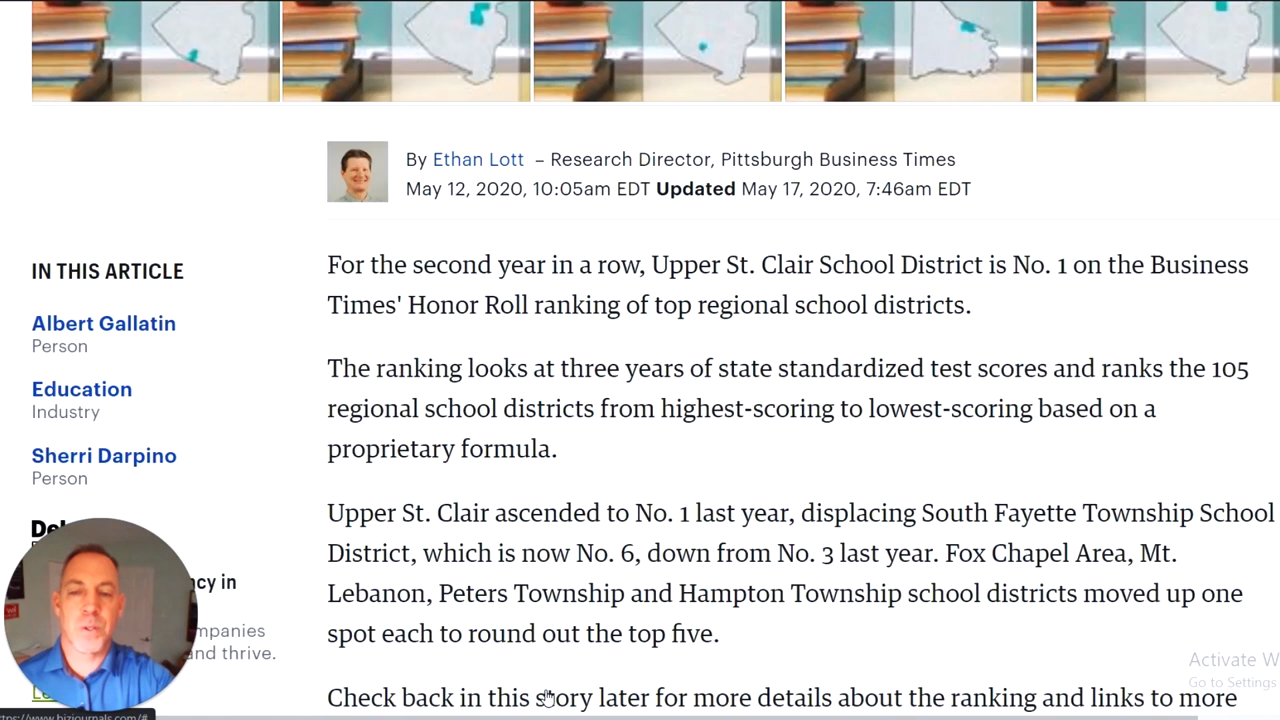 By Ethan Lott – Research Director, Pittsburgh Business Times
May 12, 2020, 10:05am EDT Updated May 17, 2020, 7:46am EDT
IN THIS ARTICLE
Albert Gallatin
Person
Education
Industry
Sherri Darpino
Person
For the second year in a row, Upper St. Clair School District is No. 1 on the Business
Times' Honor Roll ranking of top regional school districts.
The ranking looks at three years of state standardized test scores and ranks the 105
regional school districts from highest-scoring to lowest-scoring based on a
proprietary formula.
Upper St. Clair ascended to No. 1 last year, displacing South Fayette Township School
District, which is now No. 6, down from No. 3 last year. Fox Chapel Area, Mt.
Lebanon, Peters Township and Hampton Township school districts moved up one
spot each to round out the top five.
Check back in this story later for more details about the ranking and links to more
in
and thrive.
Activate W
Go to Settings